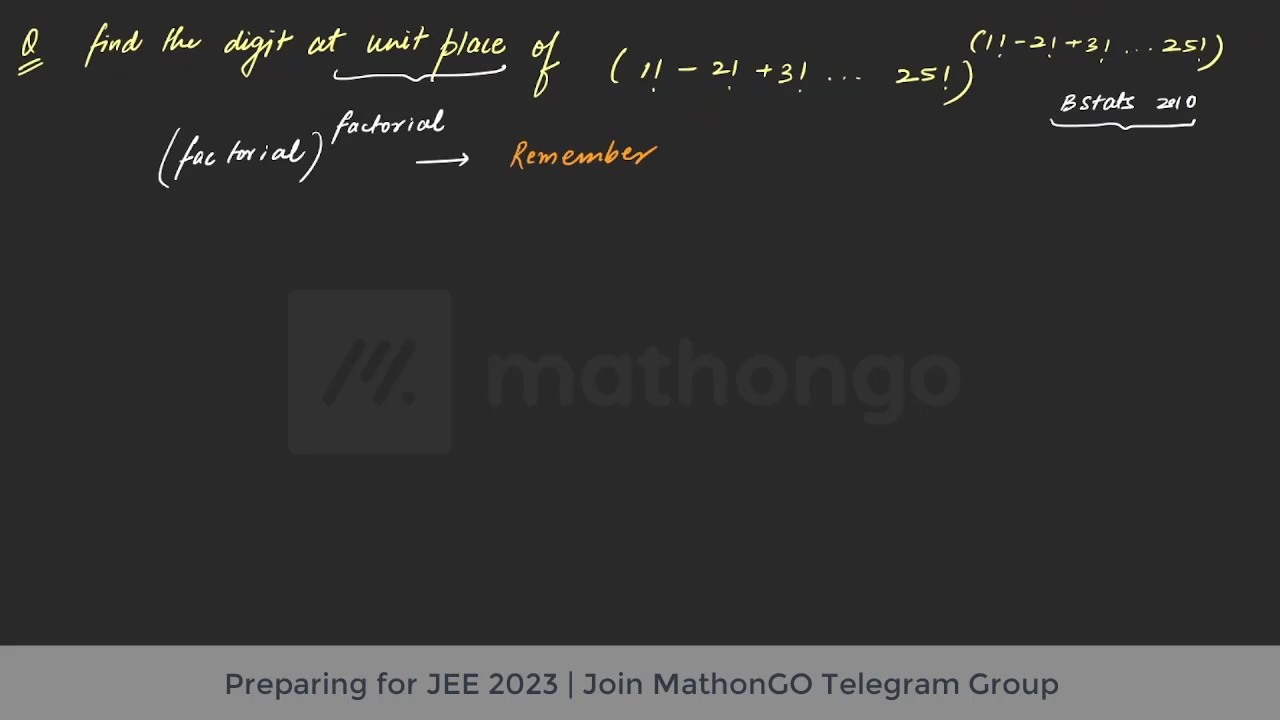 Q find the digit at unit place of (1! - 2! + 3! ... 25!)^(1! - 2! + 3! ... 25!)
BStats 2010
(factorial)^factorial → Remember
mathongo
Preparing for JEE 2023 | Join MathonGO Telegram Group